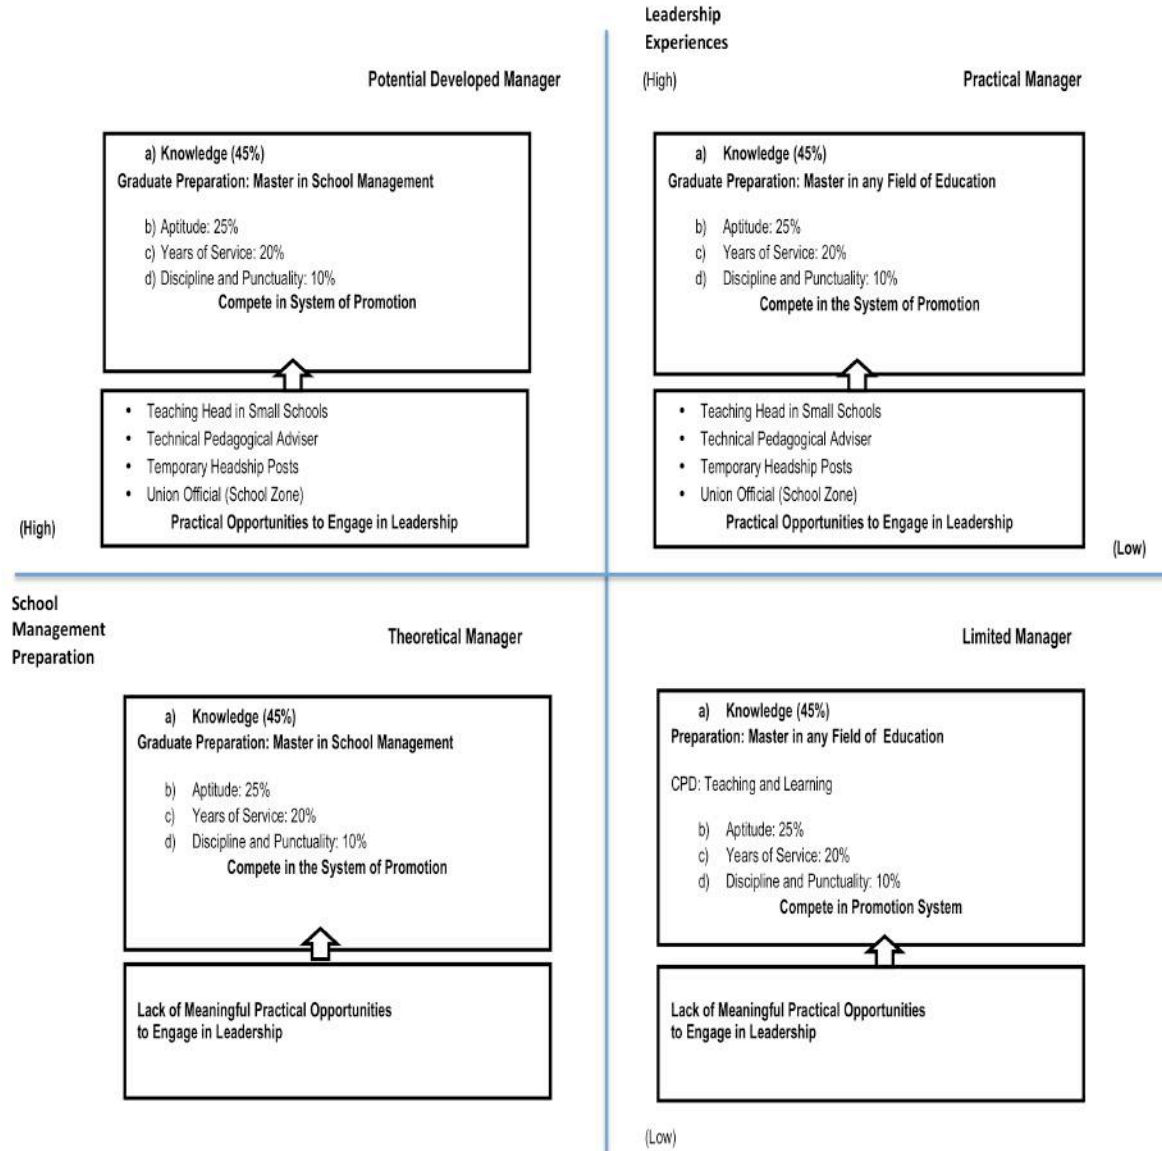 Leadership
Experiences
(High)
Potential Developed Manager
a) Knowledge (45%)
Graduate Preparation: Master in School Management
b) Aptitude: 25%
c) Years of Service: 20%
d) Discipline and Punctuality: 10%
Compete in System of Promotion
• Teaching Head in Small Schools
• Technical Pedagogical Adviser
• Temporary Headship Posts
• Union Official (School Zone)
Practical Opportunities to Engage in Leadership
(High)
Practical Manager
a) Knowledge (45%)
Graduate Preparation: Master in any Field of Education
b) Aptitude: 25%
c) Years of Service: 20%
d) Discipline and Punctuality: 10%
Compete in the System of Promotion
• Teaching Head in Small Schools
• Technical Pedagogical Adviser
• Temporary Headship Posts
• Union Official (School Zone)
Practical Opportunities to Engage in Leadership
(Low)
School
Management
Preparation
Theoretical Manager
a) Knowledge (45%)
Graduate Preparation: Master in School Management
b) Aptitude: 25%
c) Years of Service: 20%
d) Discipline and Punctuality: 10%
Compete in the System of Promotion
Lack of Meaningful Practical Opportunities
to Engage in Leadership
Limited Manager
a) Knowledge (45%)
Preparation: Master in any Field of Education
CPD: Teaching and Learning
b) Aptitude: 25%
c) Years of Service: 20%
d) Discipline and Punctuality: 10%
Compete in Promotion System
Lack of Meaningful Practical Opportunities
to Engage in Leadership
(Low)